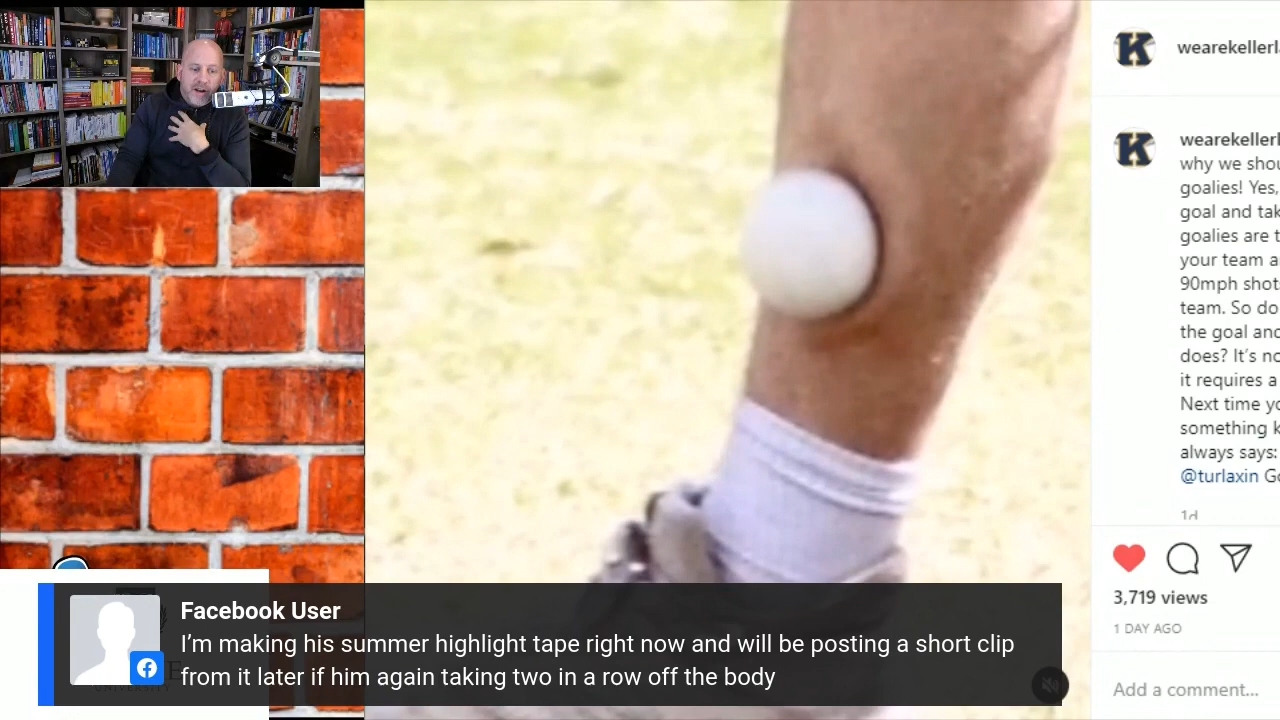 wearekellerl
wearekellerl
why we shou
goalies! Yes,
goal and tak
goalies are t
your team a
90mph shot
team. So do
the goal and
does? It's no
it requires a
Next time yo
something k
always says:
@turlaxin Go
1d
3,719 views
1 DAY AGO
Add a comment...
Facebook User
I'm making his summer highlight tape right now and will be posting a short clip
from it later if him again taking two in a row off the body